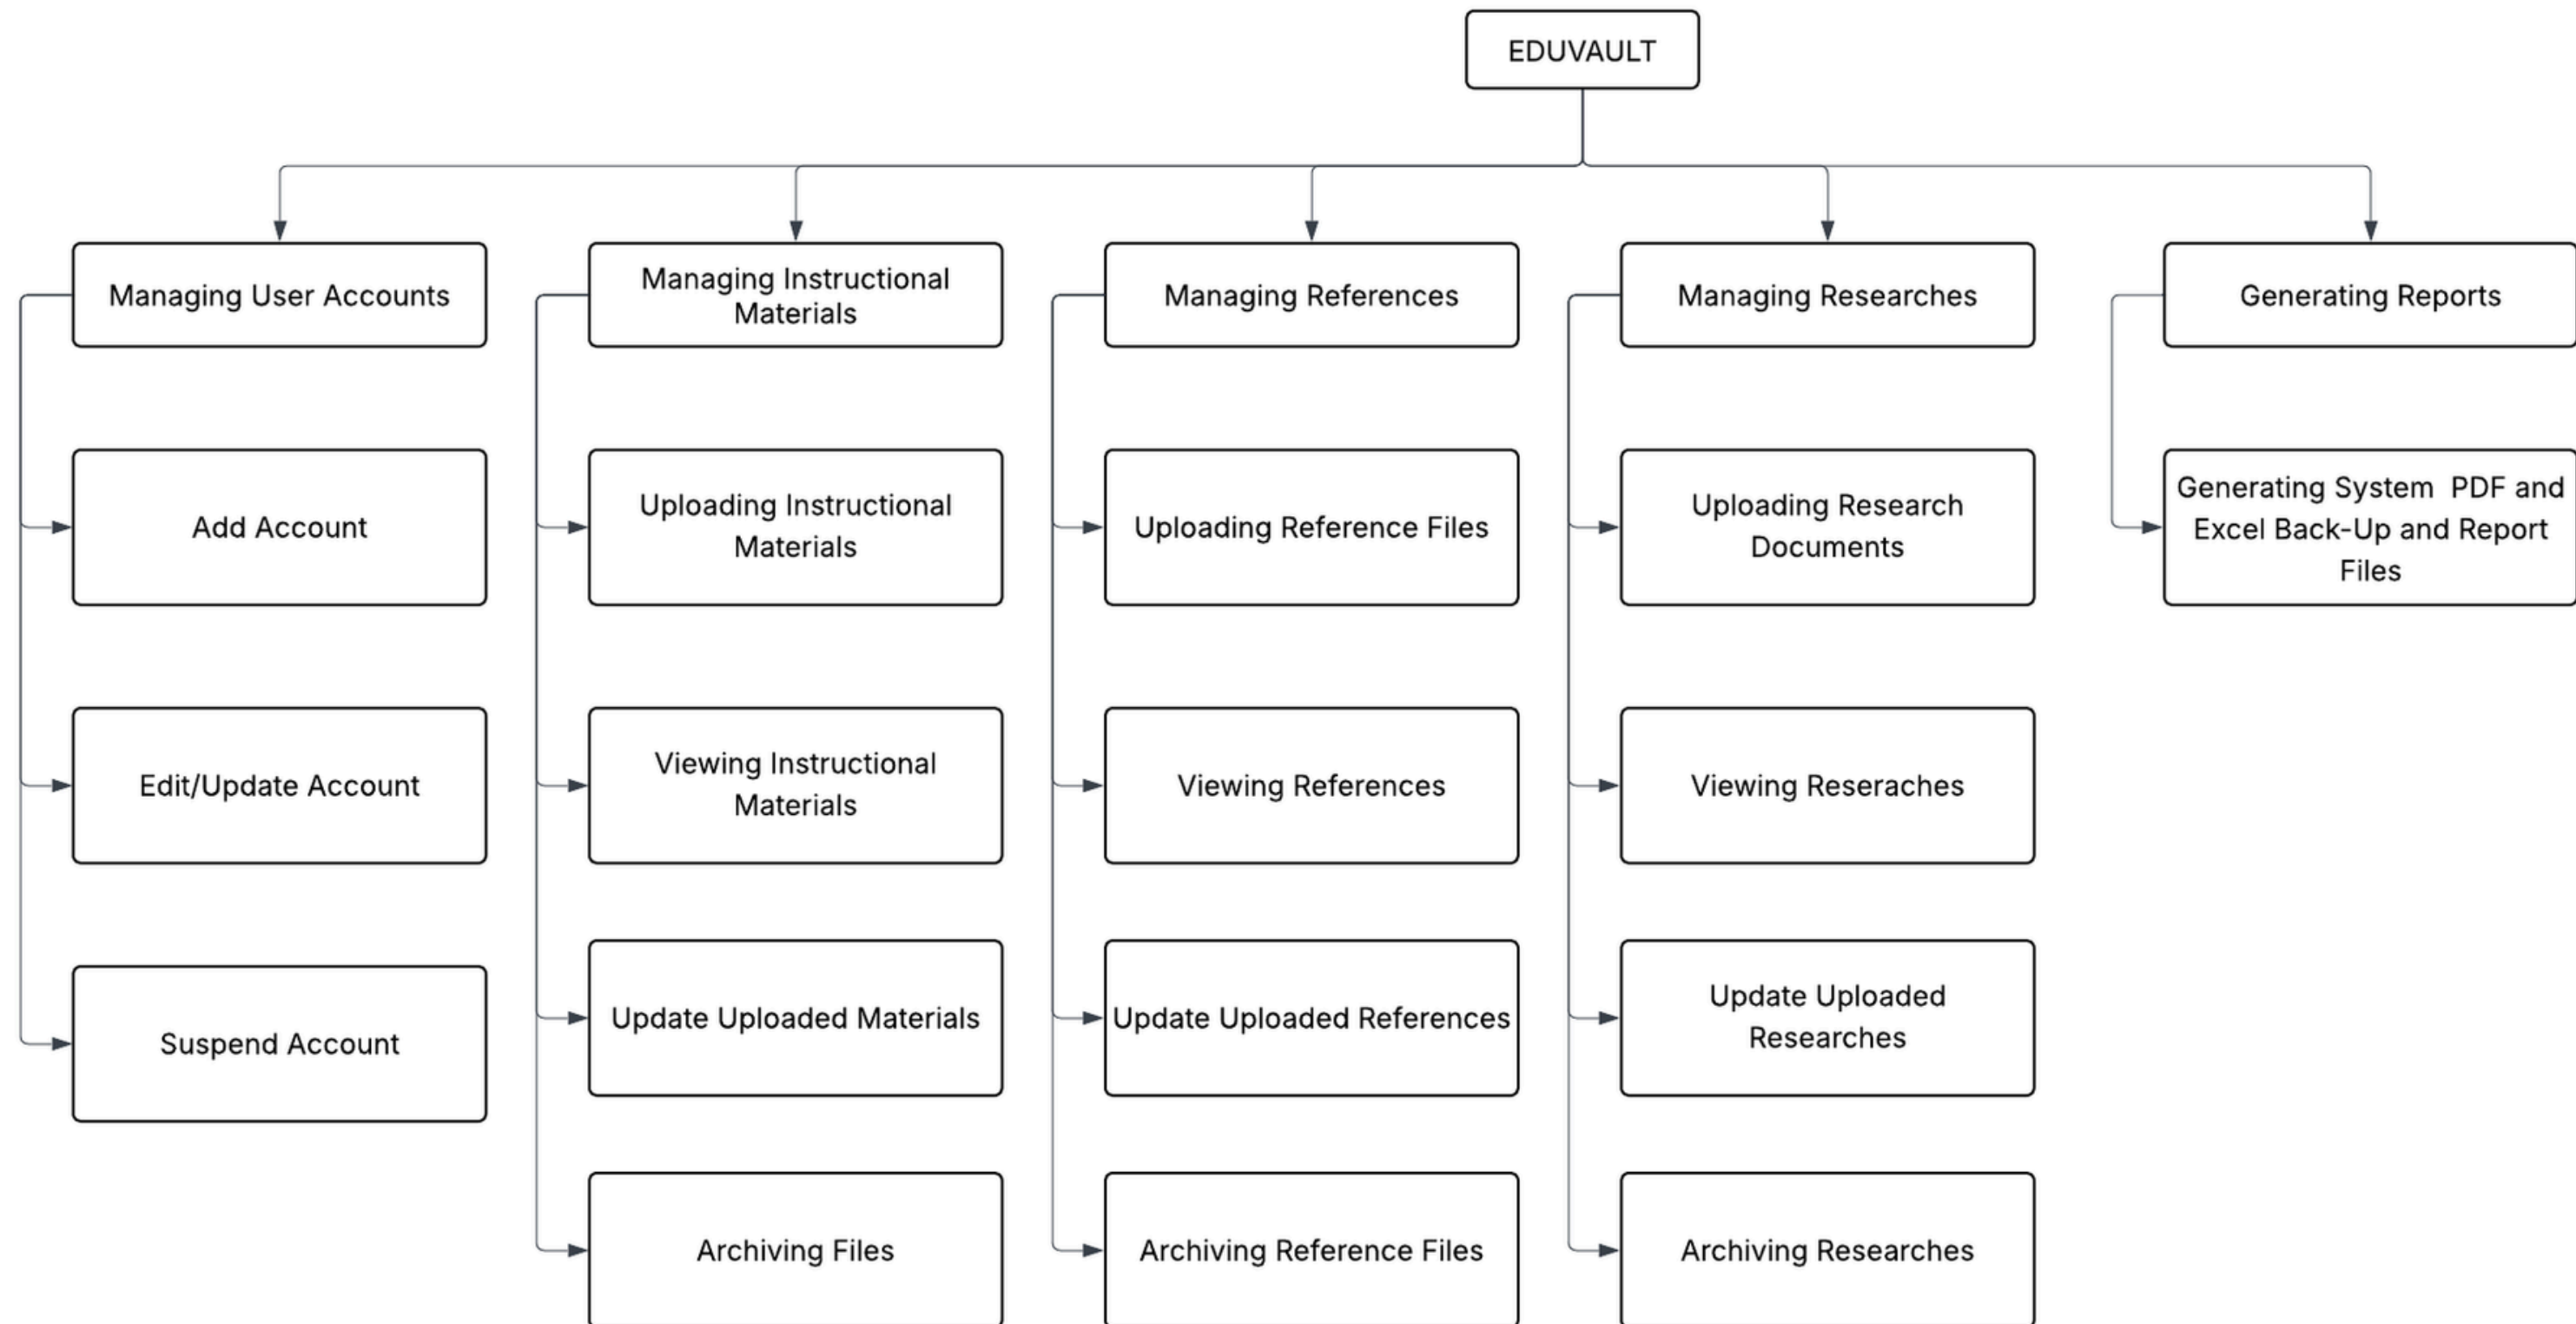 EDUVAULT
Managing User Accounts
Managing Instructional
Materials
Managing References
Managing Researches
Generating Reports
Add Account
Uploading Instructional
Materials
Uploading Reference Files
Uploading Research
Documents
Generating System  PDF and
Excel Back-Up and Report
Files
Edit/Update Account
Viewing Instructional
Materials
Viewing References
Viewing Reseraches
Suspend Account
Update Uploaded Materials
Update Uploaded References
Update Uploaded
Researches
Archiving Files
Archiving Reference Files
Archiving Researches